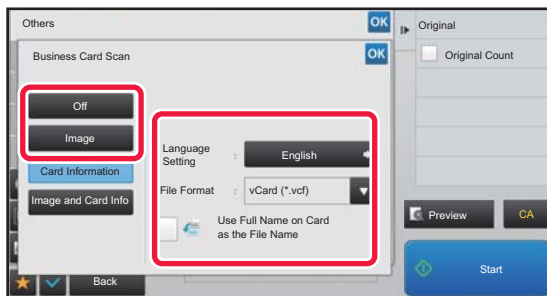 Others
OK
Original
Business Card Scan
OK
Original Count
Off
Image
Language
Setting
:
English
Card Information
File Format
:
vCard (*.vcf)
Image and Card Info
Use Full Name on Card
as the File Name
Preview
CA
Start
Back